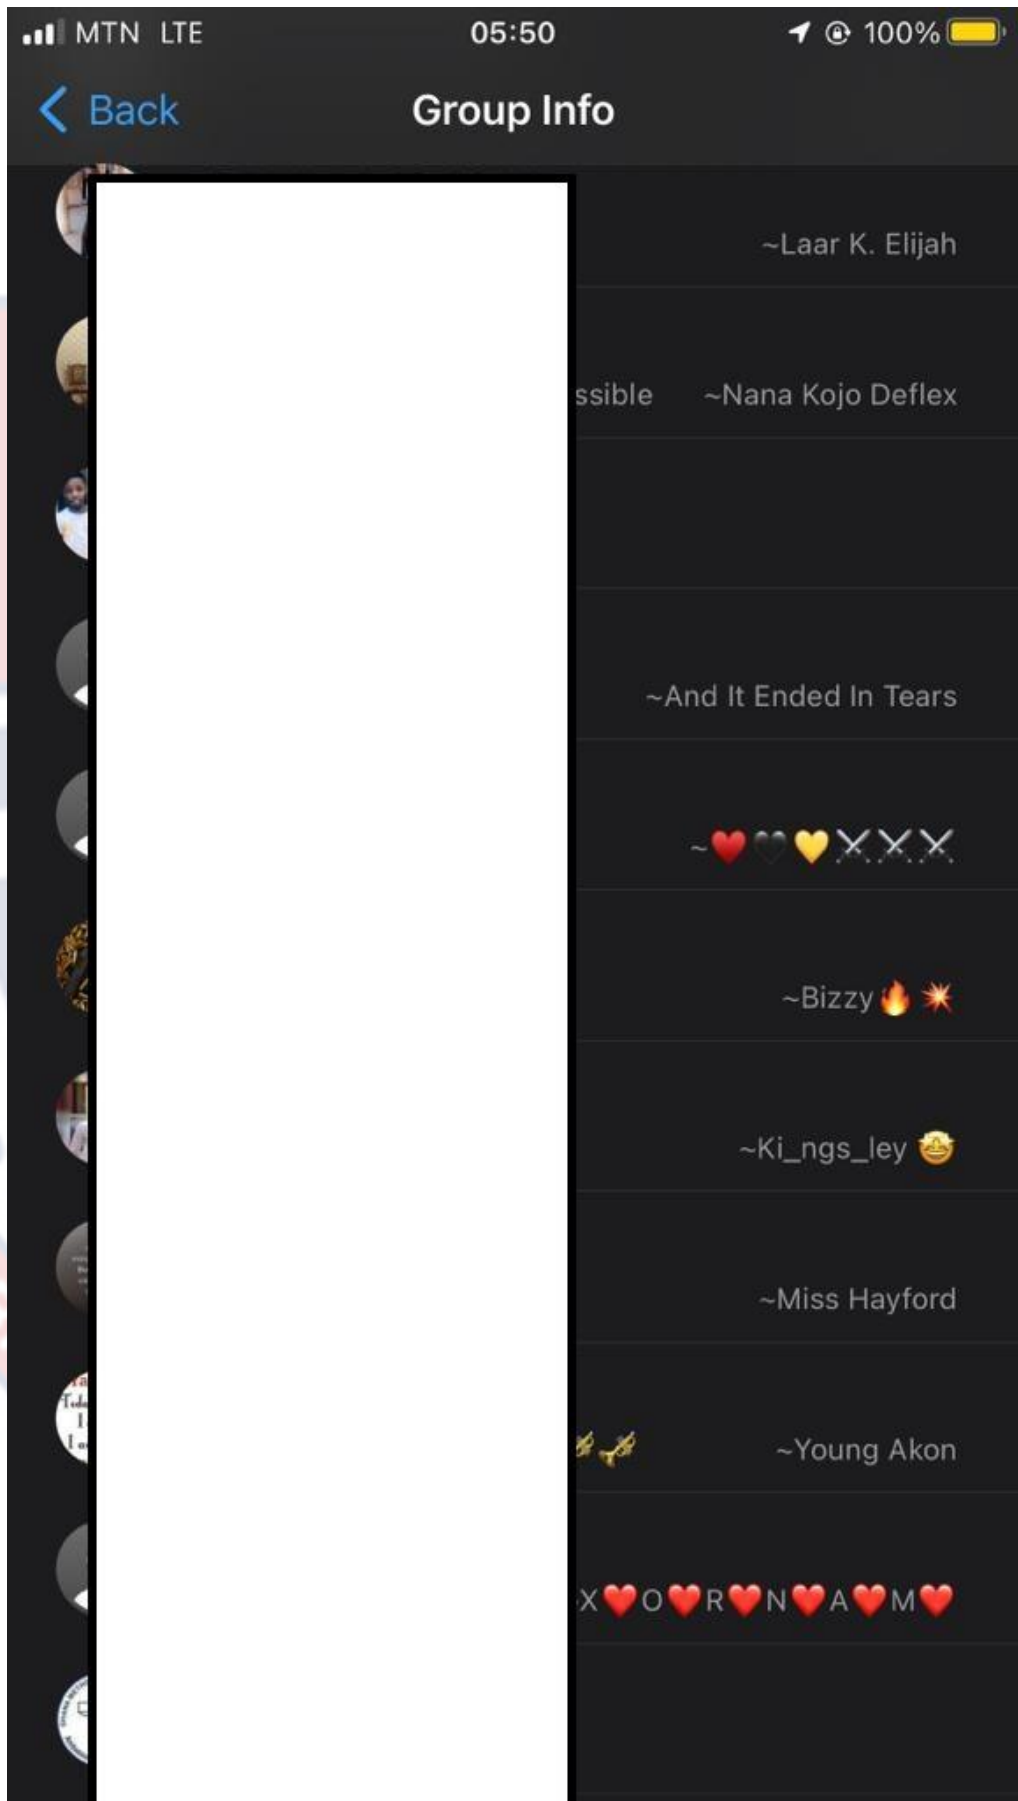 MTN LTE 05:50 100%
Back Group Info
~Laar K. Elijah
ssible ~Nana Kojo Deflex
~And It Ended In Tears
~❤️🖤💛⚔️⚔️⚔️
~Bizzy🔥💥
~Ki_ngs_ley 🤩
~Miss Hayford
🎺🎺 ~Young Akon
X❤️O❤️R❤️N❤️A❤️M❤️